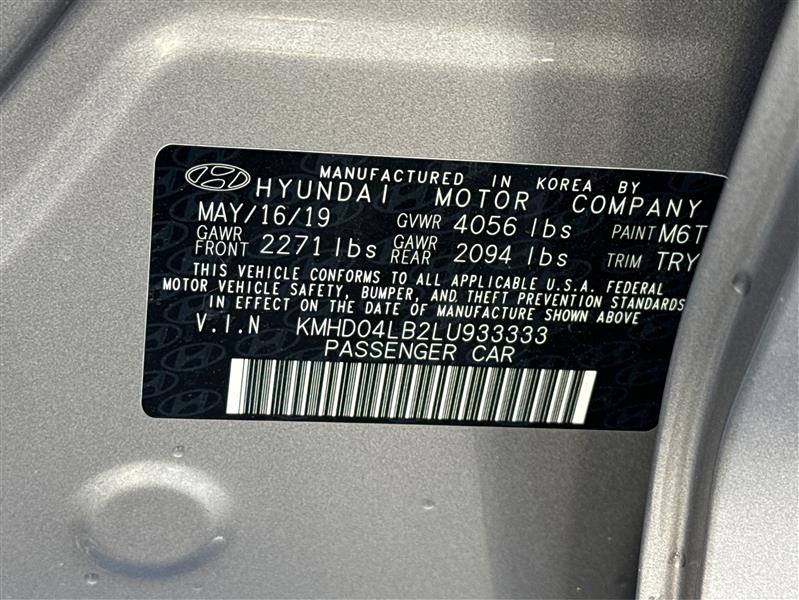 MANUFACTURED IN KOREA BY
HYUNDAI MOTOR COMPANY
MAY/16/19 GVWR 4056 lbs PAINT M6T
GAWR FRONT 2271 lbs GAWR REAR 2094 lbs TRIM TRY
THIS VEHICLE CONFORMS TO ALL APPLICABLE U.S.A. FEDERAL
MOTOR VEHICLE SAFETY, BUMPER, AND THEFT PREVENTION STANDARDS
IN EFFECT ON THE DATE OF MANUFACTURE SHOWN ABOVE
V.I.N KMHD04LB2LU933333
PASSENGER CAR